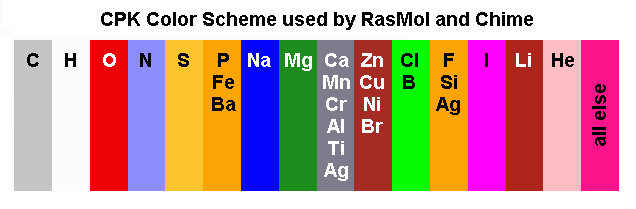 CPK Color Scheme used by RasMol and Chime
C H O N S P Na Mg Ca Zn Cl F I Li He
Fe Mn Cu B Si
Ba Cr Ni Ag
Al Br
Ti
Ag
all else